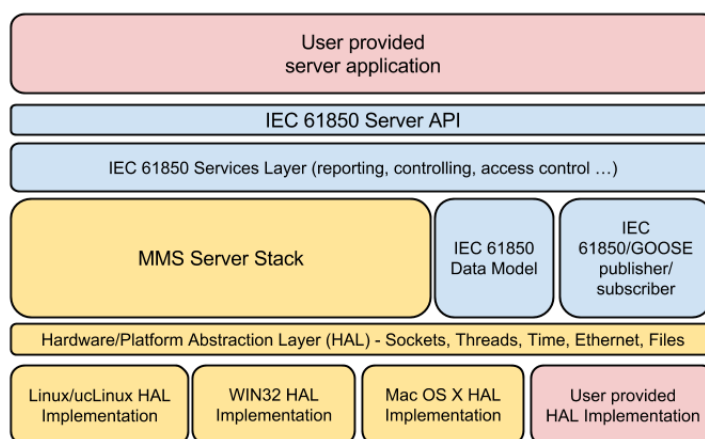 User provided
server application
IEC 61850 Server API
IEC 61850 Services Layer (reporting, controlling, access control ...)
MMS Server Stack
IEC 61850
Data Model
IEC
61850/GOOSE
publisher/
subscriber
Hardware/Platform Abstraction Layer (HAL) - Sockets, Threads, Time, Ethernet, Files
Linux/ucLinux HAL
Implementation
WIN32 HAL
Implementation
Mac OS X HAL
Implementation
User provided
HAL Implementation